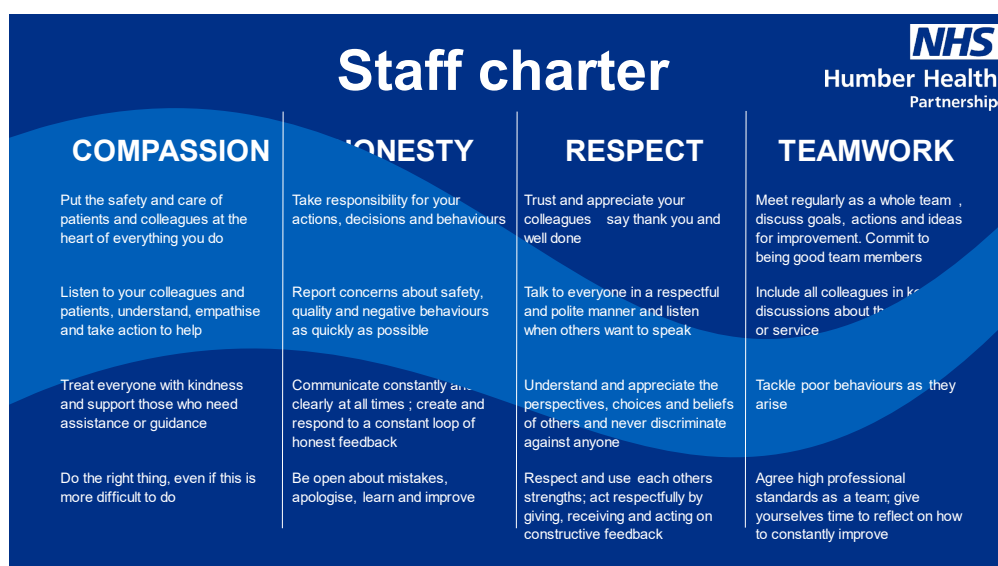 Staff charter
NHS
Humber Health
Partnership
COMPASSION
Put the safety and care of
patients and colleagues at the
heart of everything you do
Listen to your colleagues and
patients, understand, empathise
and take action to help
Treat everyone with kindness
and support those who need
assistance or guidance
Do the right thing, even if this is
more difficult to do
HONESTY
Take responsibility for your
actions, decisions and behaviours
Report concerns about safety,
quality and negative behaviours
as quickly as possible
Communicate constantly and
clearly at all times ; create and
respond to a constant loop of
honest feedback
Be open about mistakes,
apologise, learn and improve
RESPECT
Trust and appreciate your
colleagues say thank you and
well done
Talk to everyone in a respectful
and polite manner and listen
when others want to speak
Understand and appreciate the
perspectives, choices and beliefs
of others and never discriminate
against anyone
Respect and use each others
strengths; act respectfully by
giving, receiving and acting on
constructive feedback
TEAMWORK
Meet regularly as a whole team ,
discuss goals, actions and ideas
for improvement. Commit to
being good team members
Include all colleagues in
discussions about
or service
Tackle poor behaviours as they
arise
Agree high professional
standards as a team; give
yourselves time to reflect on how
to constantly improve